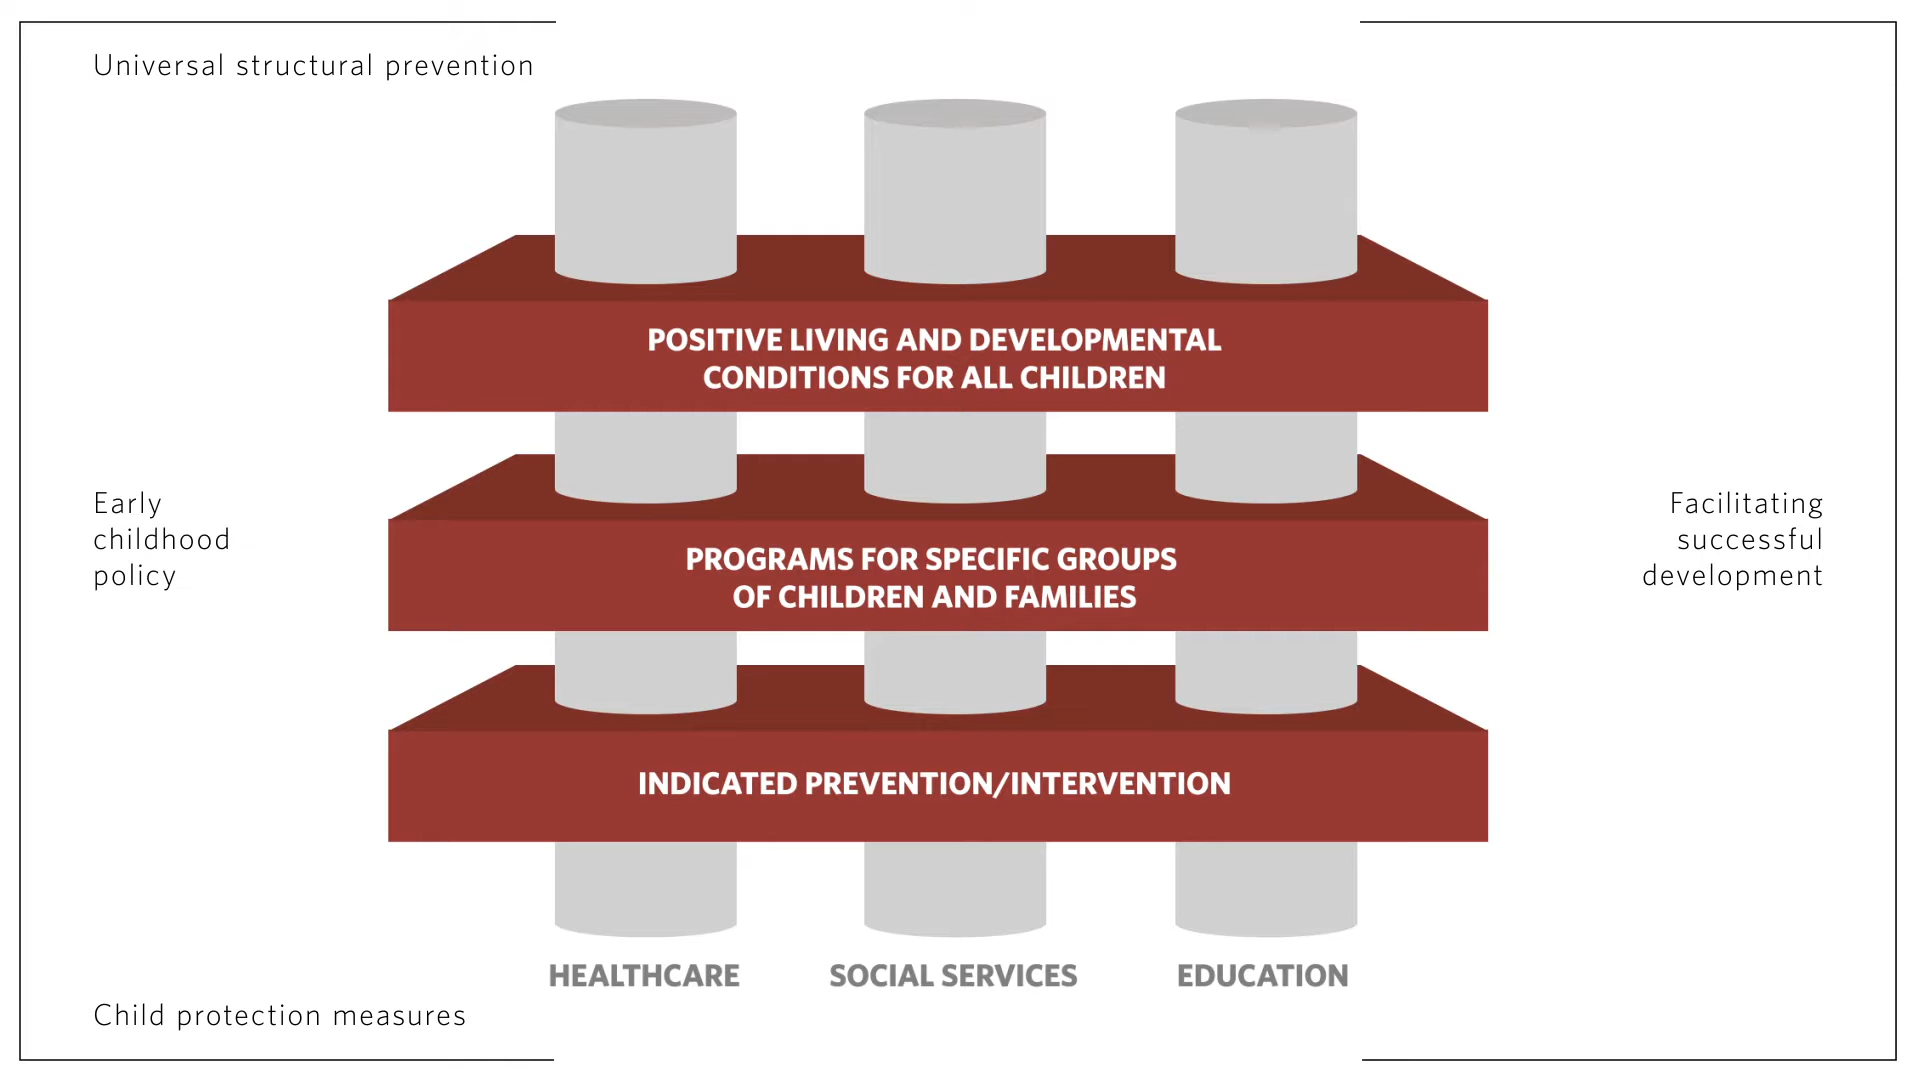 Universal structural prevention
POSITIVE LIVING AND DEVELOPMENTAL
CONDITIONS FOR ALL CHILDREN
Early
childhood
policy
PROGRAMS FOR SPECIFIC GROUPS
OF CHILDREN AND FAMILIES
Facilitating
successful
development
INDICATED PREVENTION/INTERVENTION
HEALTHCARE
SOCIAL SERVICES
EDUCATION
Child protection measures